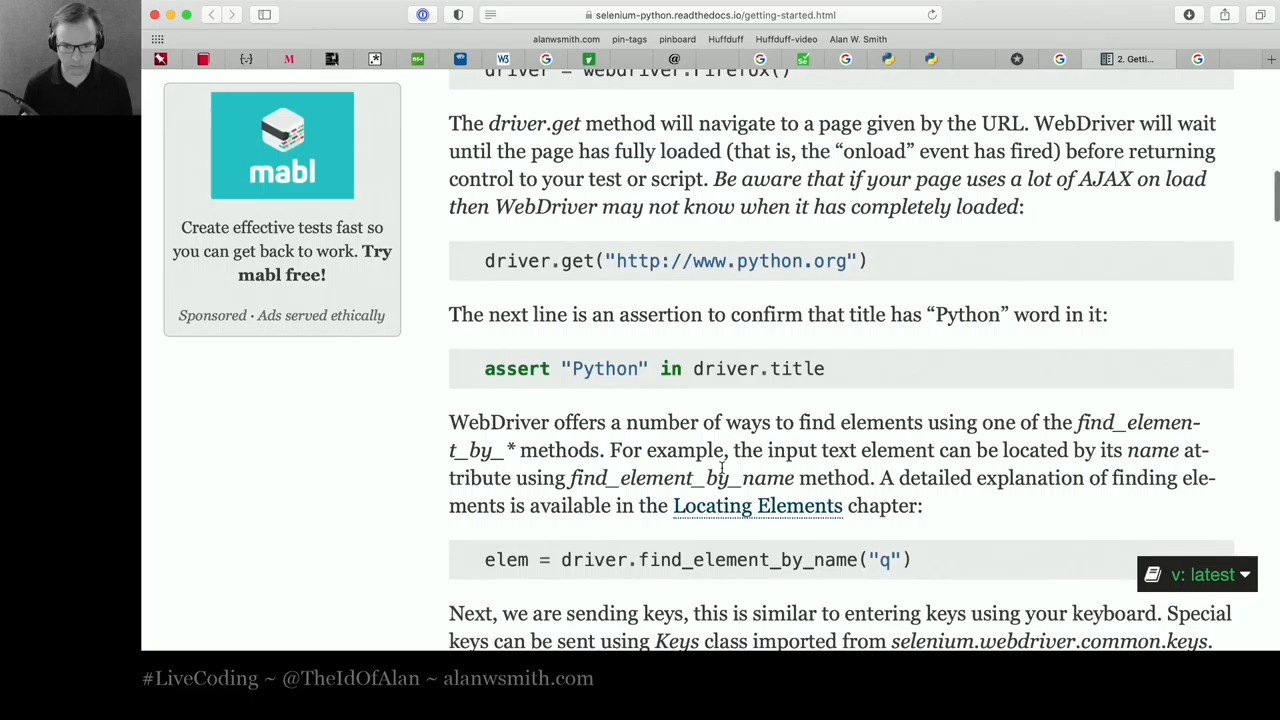 selenium-python.readthedocs.io/getting-started.html
alanwsmith.com pin-tags pinboard Huffduff Huffduff-video Alan W. Smith
2. Getti...
driver = webdriver.Firefox()
mabl
Create effective tests fast so
you can get back to work. Try
mabl free!
Sponsored · Ads served ethically
The driver.get method will navigate to a page given by the URL. WebDriver will wait
until the page has fully loaded (that is, the “onload” event has fired) before returning
control to your test or script. Be aware that if your page uses a lot of AJAX on load
then WebDriver may not know when it has completely loaded:
driver.get("http://www.python.org")
The next line is an assertion to confirm that title has “Python” word in it:
assert "Python" in driver.title
WebDriver offers a number of ways to find elements using one of the find_elemen-
t_by_* methods. For example, the input text element can be located by its name at-
tribute using find_element_by_name method. A detailed explanation of finding ele-
ments is available in the Locating Elements chapter:
elem = driver.find_element_by_name("q")
v: latest
Next, we are sending keys, this is similar to entering keys using your keyboard. Special
keys can be sent using Keys class imported from selenium.webdriver.common.keys.
#LiveCoding ~ @TheIdOfAlan ~ alanwsmith.com